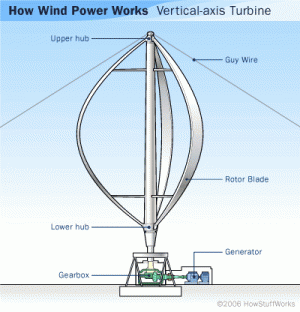 How Wind Power Works Vertical-axis Turbine
Upper hub
Guy Wire
Rotor Blade
Lower hub
Generator
Gearbox
©2006 HowStuffWorks